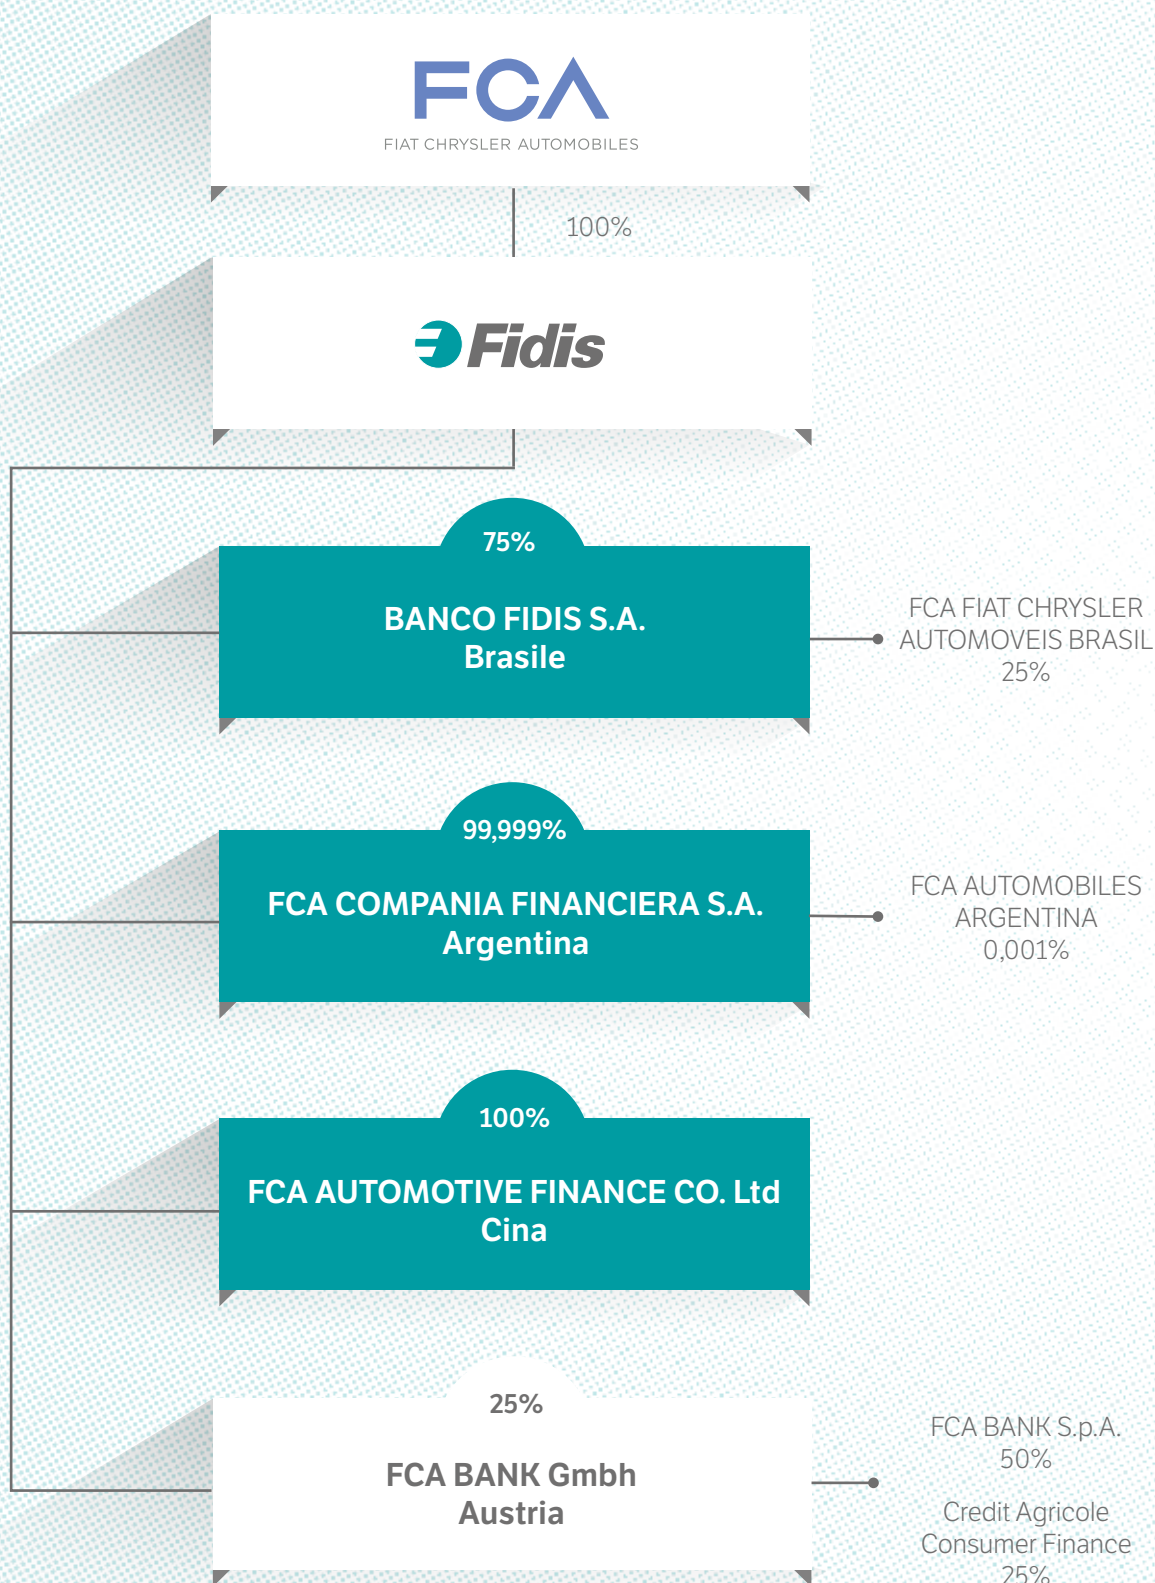 FCA
FIAT CHRYSLER AUTOMOBILES
100%
Fidis
75%
BANCO FIDIS S.A.
Brasile
FCA FIAT CHRYSLER
AUTOMOVEIS BRASIL
25%
99,999%
FCA COMPANIA FINANCIERA S.A.
Argentina
FCA AUTOMOBILES
ARGENTINA
0,001%
100%
FCA AUTOMOTIVE FINANCE CO. Ltd
Cina
25%
FCA BANK Gmbh
Austria
FCA BANK S.p.A.
50%
Credit Agricole
Consumer Finance
25%